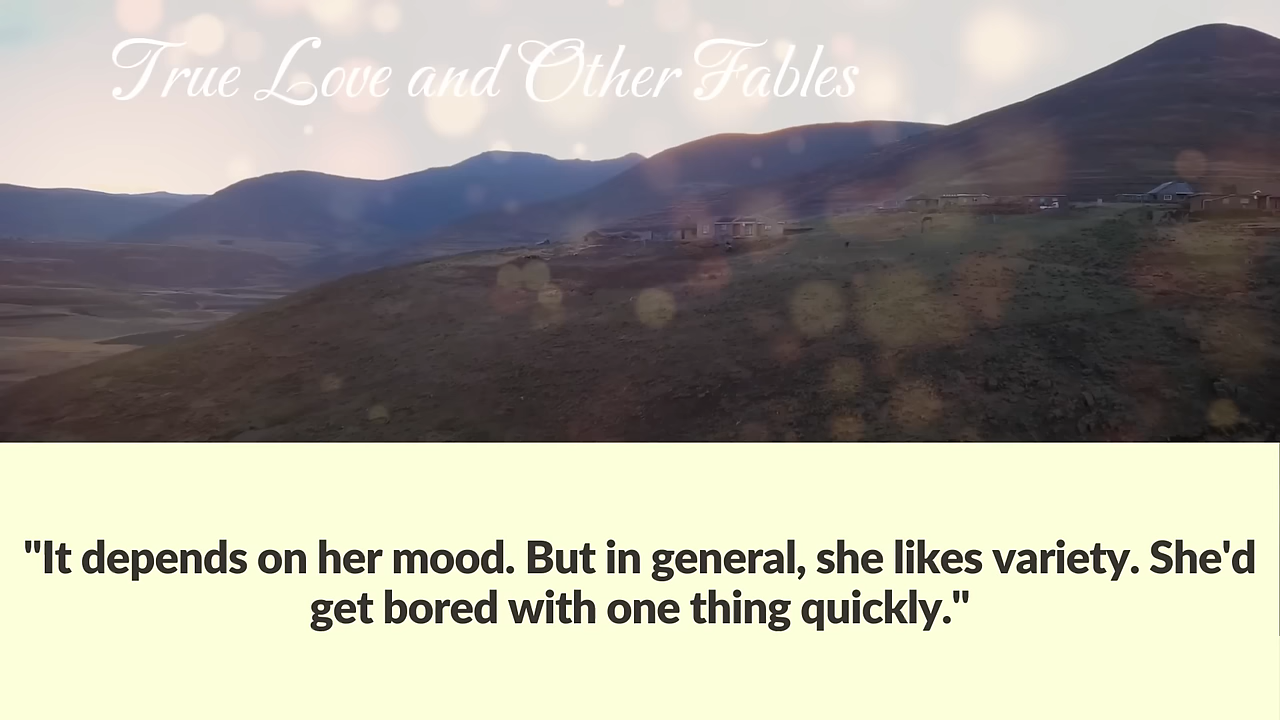 True Love and Other Fables
"It depends on her mood. But in general, she likes variety. She'd
get bored with one thing quickly."